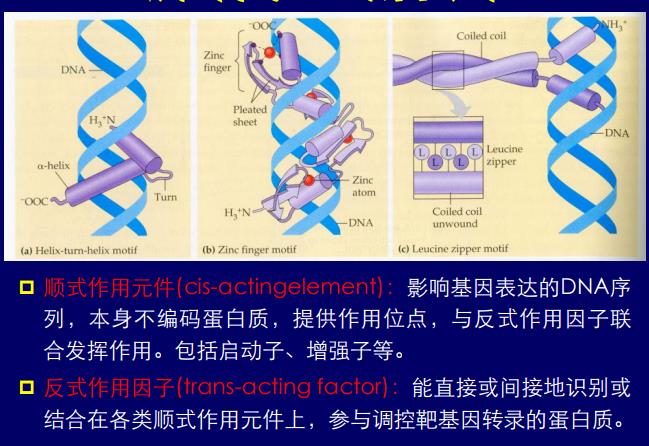 -OOC
NH3+
Coiled coil
Zinc
finger
DNA
Pleated
sheet
H3+N
DNA
L L L Leucine
L L zipper
α-helix
Zinc
atom
-OOC
Turn
H3+N
DNA
Coiled coil
unwound
(a) Helix-turn-helix motif
(b) Zinc finger motif
(c) Leucine zipper motif
顺式作用元件(cis-actingelement)：影响基因表达的DNA序
列，本身不编码蛋白质，提供作用位点，与反式作用因子联
合发挥作用。包括启动子、增强子等。
反式作用因子(trans-acting factor)：能直接或间接地识别或
结合在各类顺式作用元件上，参与调控靶基因转录的蛋白质。